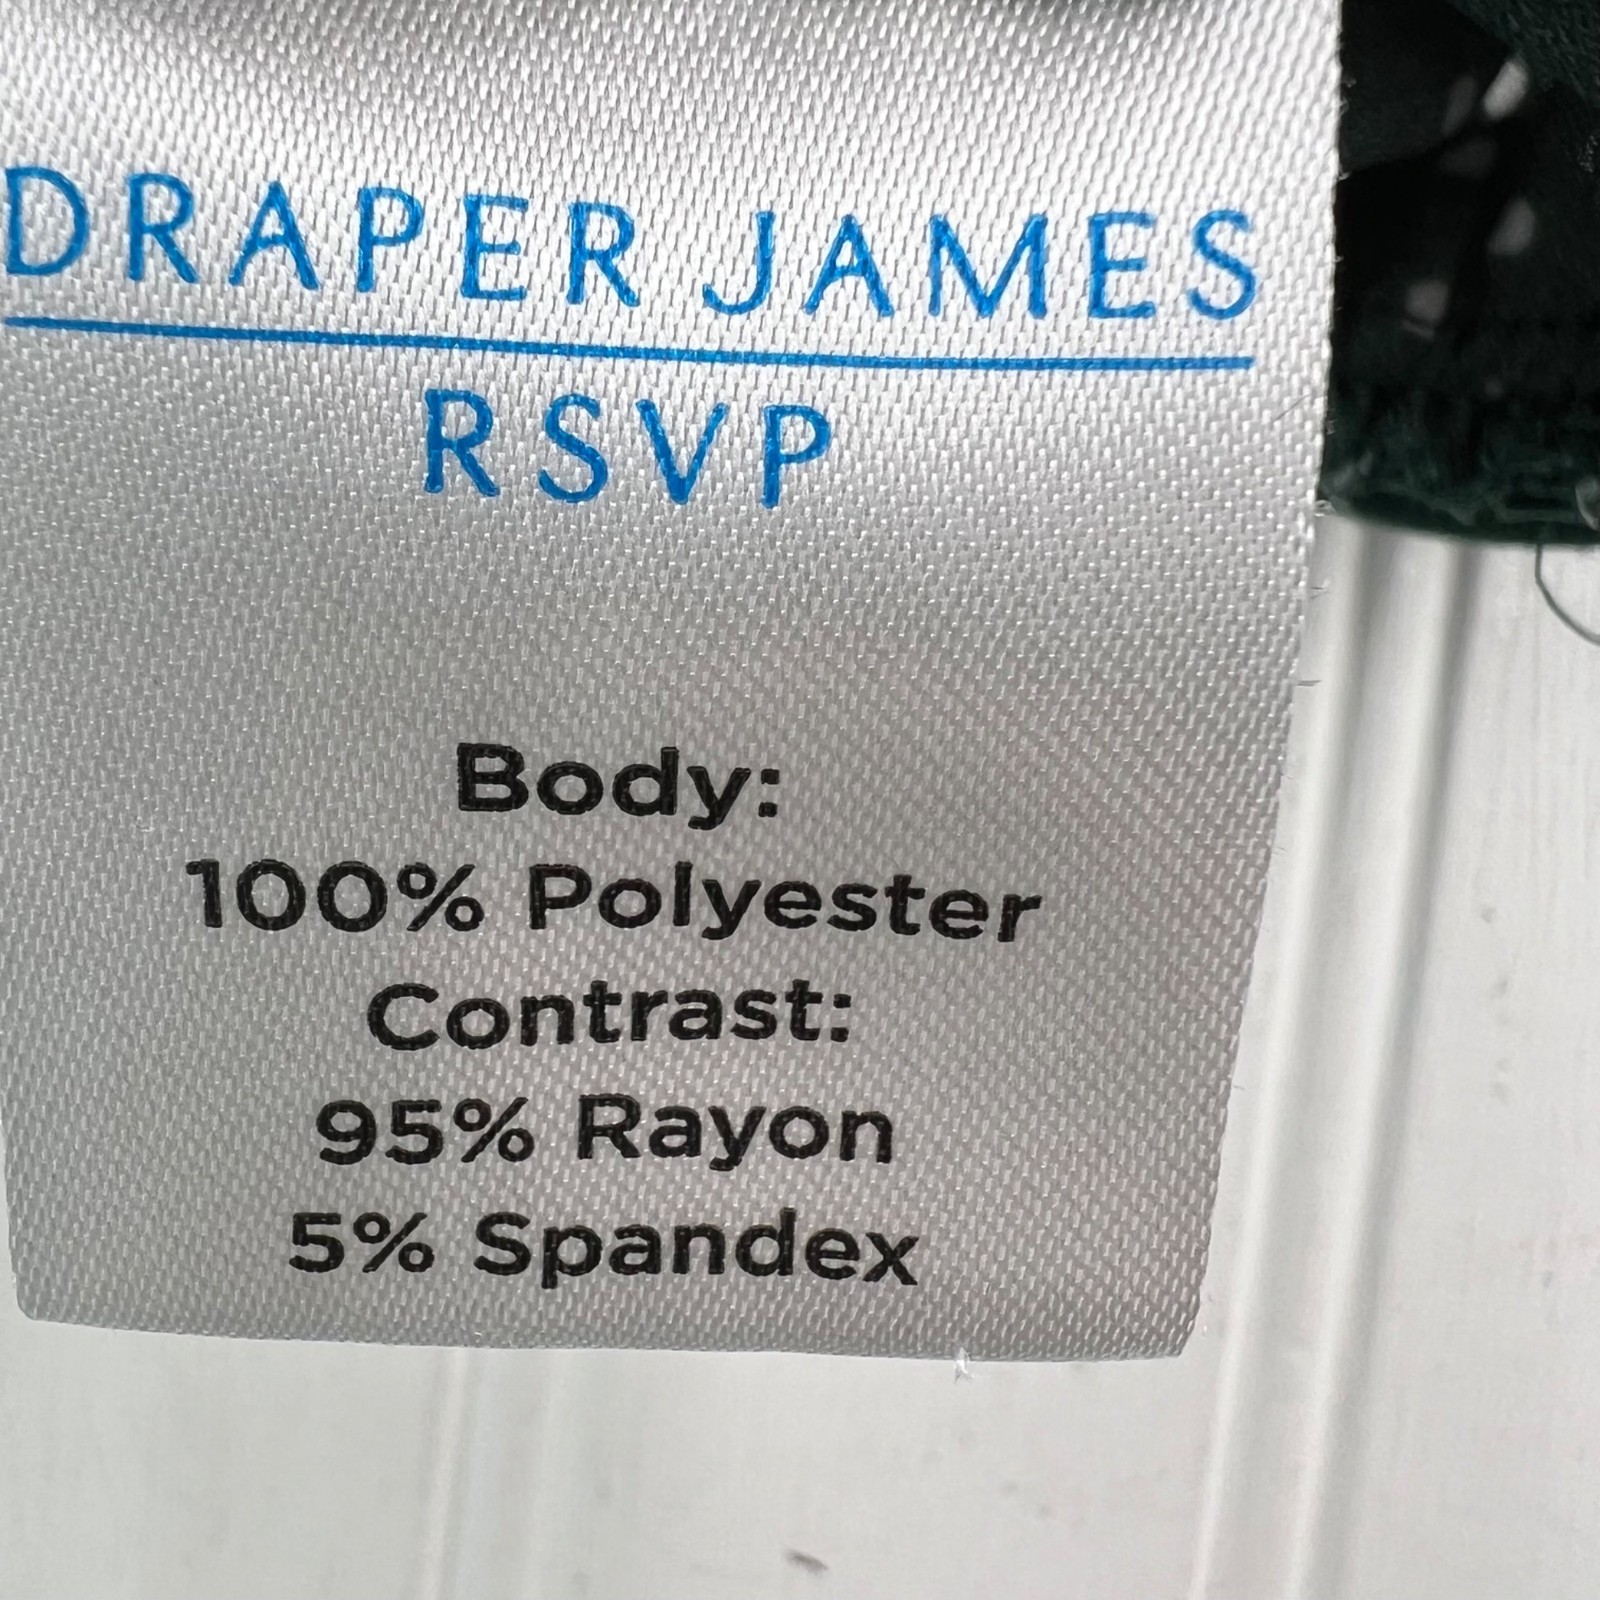 DRAPER JAMES
RSVP
Body:
100% Polyester
Contrast:
95% Rayon
5% Spandex